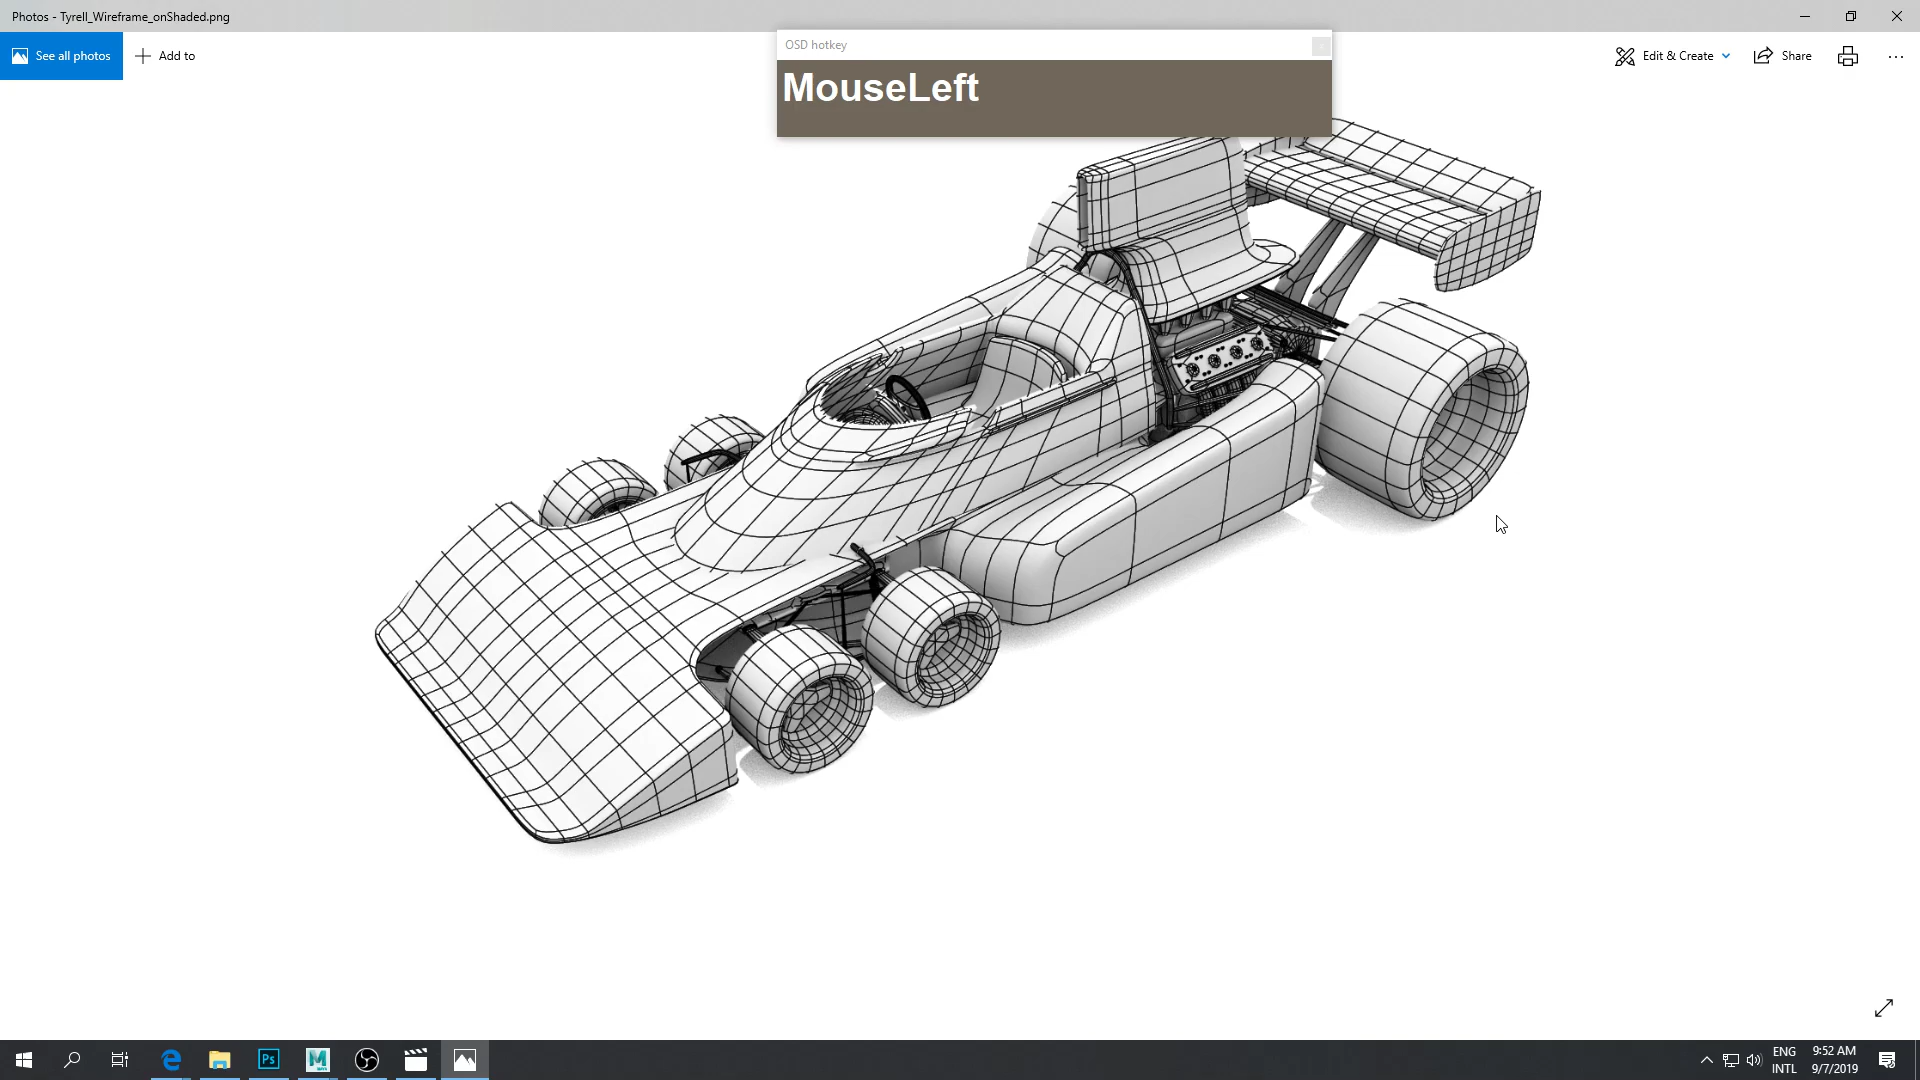 Photos - Tyrell_Wireframe_onShaded.png
See all photos
Add to
OSD hotkey
MouseLeft
Edit & Create
Share
Ps
M
ENG
INTL
9:52 AM
9/7/2019